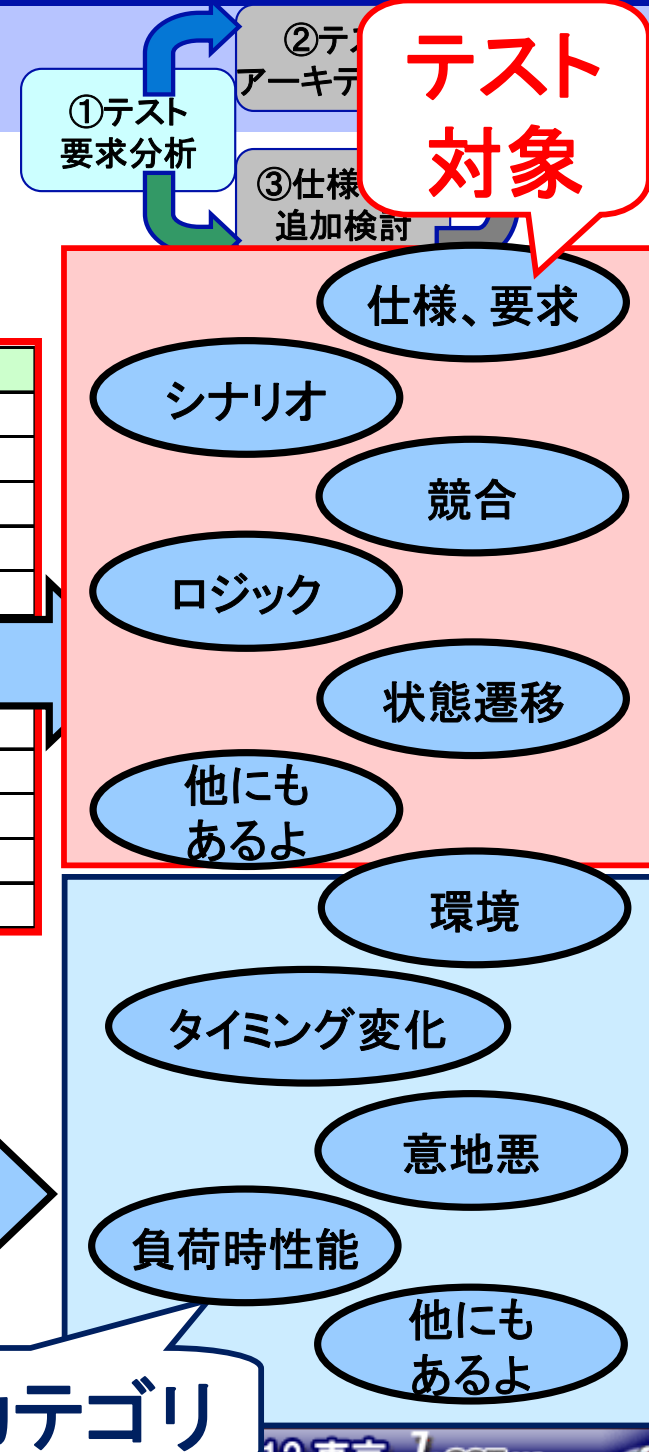 ①テスト
要求分析
②テ
アーキテ
③仕様
追加検討
テスト
対象
仕様、要求
シナリオ
競合
ロジック
状態遷移
他にも
あるよ
環境
タイミング変化
意地悪
負荷時性能
他にも
あるよ
カテゴリ